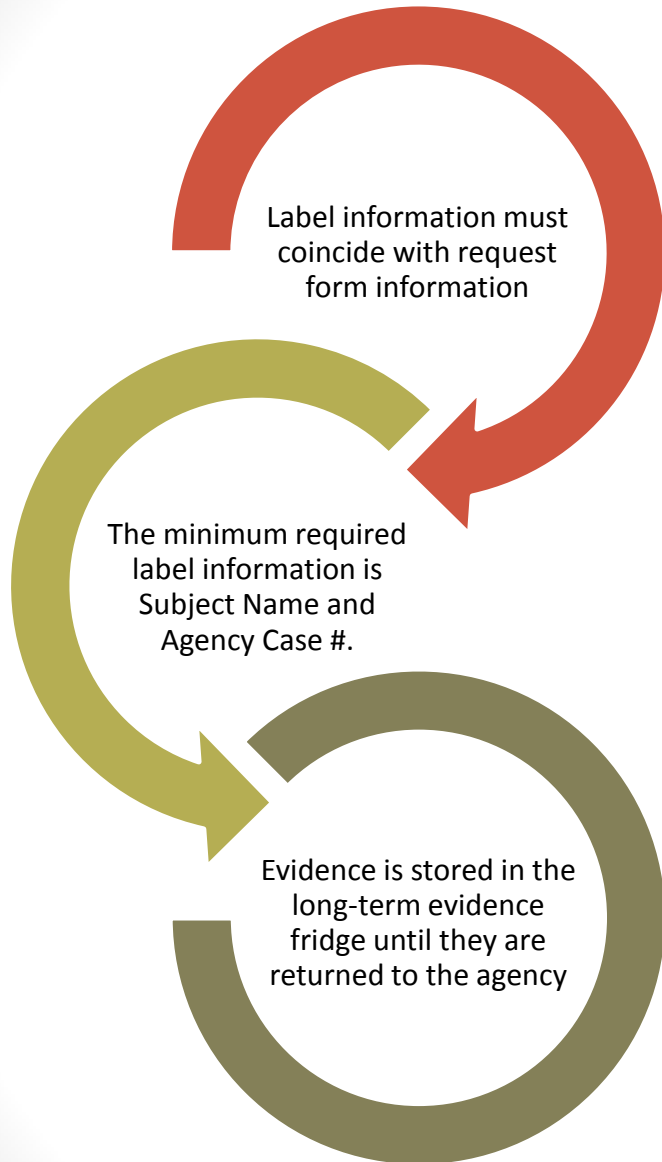 Label information must
coincide with request
form information
The minimum required
label information is
Subject Name and
Agency Case #.
Evidence is stored in the
long-term evidence
fridge until they are
returned to the agency